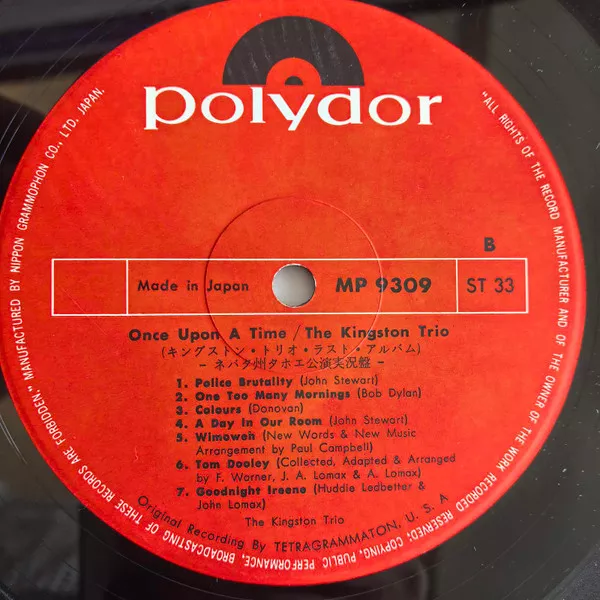 polydor
B
Made in Japan
MP 9309
ST 33
Once Upon A Time / The Kingston Trio
(キングストン・トリオ・ラスト・アルバム)
- ネバダ州タホエ公演実況盤 -
1. Police Brutality (John Stewart)
2. One Too Many Mornings (Bob Dylan)
3. Colours (Donovan)
4. A Day In Our Room (John Stewart)
5. Wimoweh (New Words & New Music
Arrangement by Paul Campbell)
6. Tom Dooley (Collected, Adapted & Arranged
by F. Warner, J. A. Lomax & A. Lomax)
7. Goodnight Ireene (Huddie Ledbetter &
John Lomax)
The Kingston Trio
Original Recording By TETRAGRAMMATON, U. S. A
"ALL RIGHTS OF THE RECORD MANUFACTURER AND OF THE OWNER OF THE WORK RECORDED RESERVED, COPYING, PUBLIC PERFORMANCE, BROADCASTING OF THESE RECORDS ARE FORBIDDEN." MANUFACTURED BY NIPPON GRAMMOPHON CO., LTD. JAPAN.